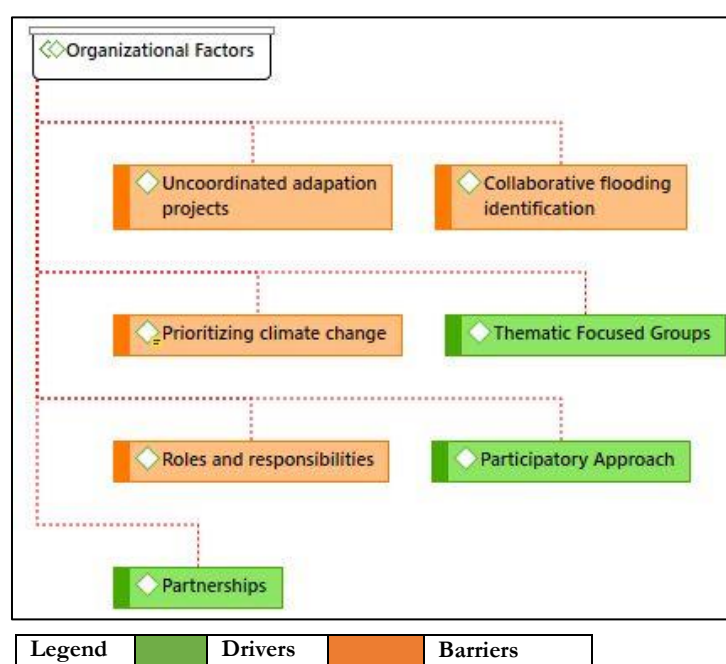 Organizational Factors
Uncoordinated adapation
projects
Collaborative flooding
identification
Prioritizing climate change
Thematic Focused Groups
Roles and responsibilities
Participatory Approach
Partnerships
Legend Drivers Barriers